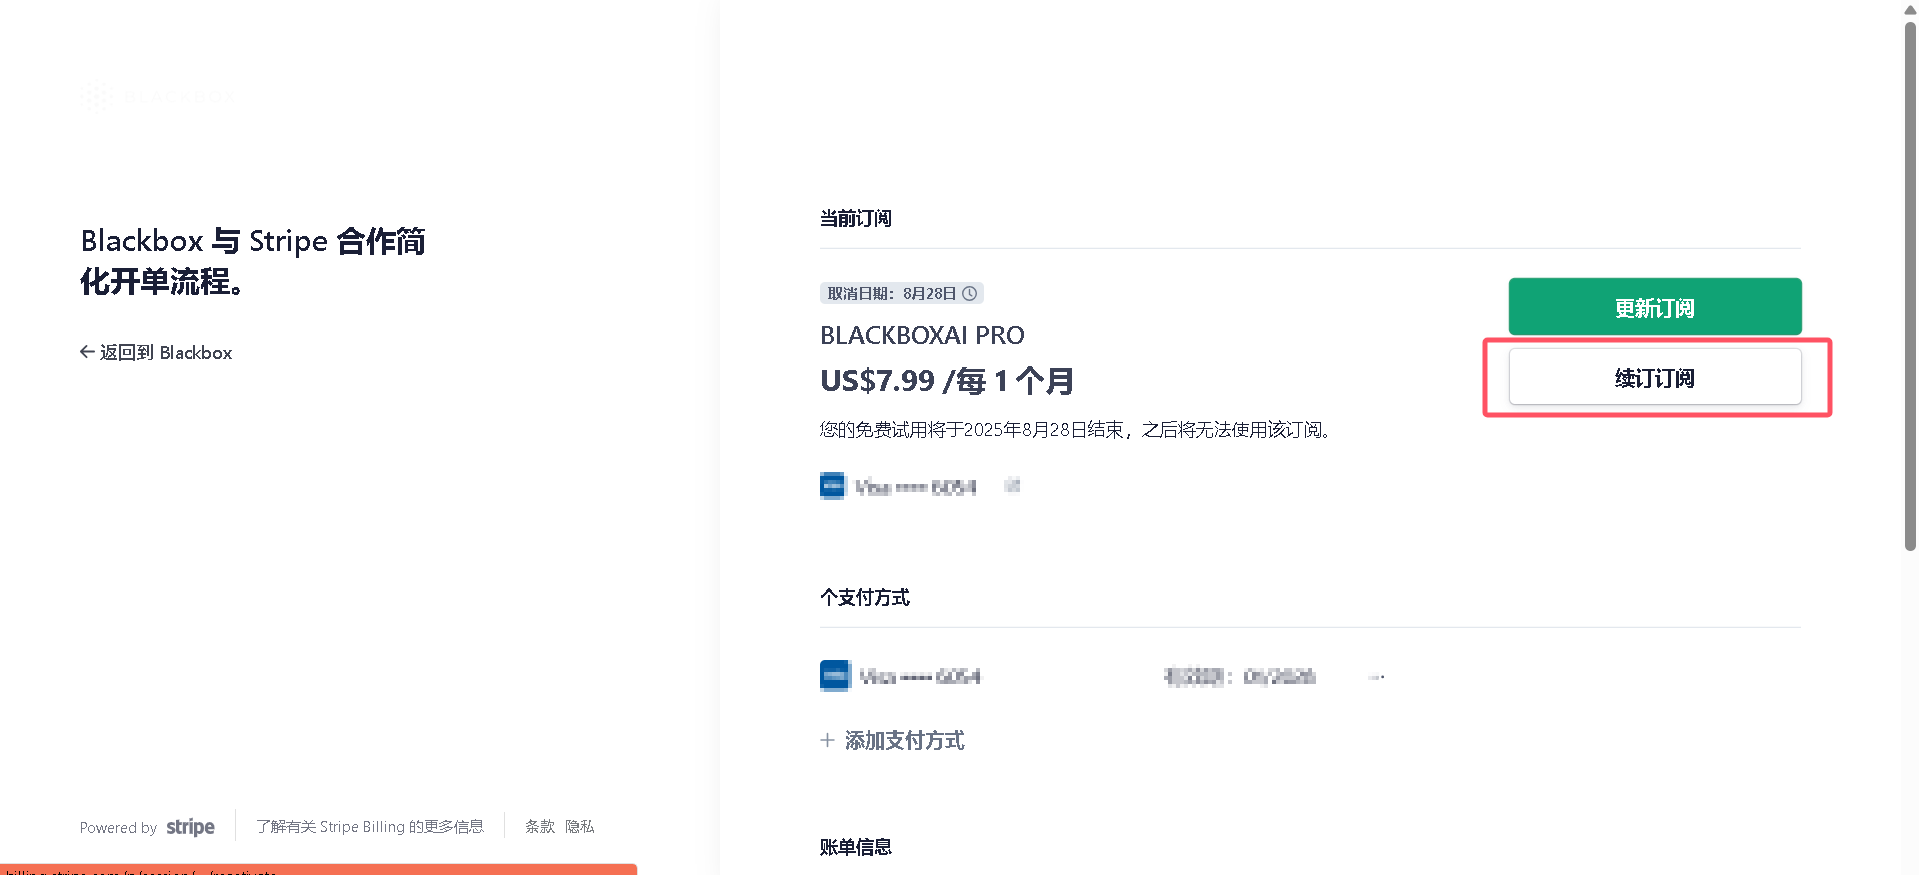 Blackbox 与 Stripe 合作简
化开单流程。
← 返回到 Blackbox
当前订阅
取消日期：8月28日
BLACKBOXAI PRO
US$7.99 /每 1 个月
您的免费试用将于2025年8月28日结束，之后将无法使用该订阅。
更新订阅
续订订阅
个支付方式
+ 添加支付方式
账单信息
Powered by stripe
了解有关 Stripe Billing 的更多信息
条款 隐私